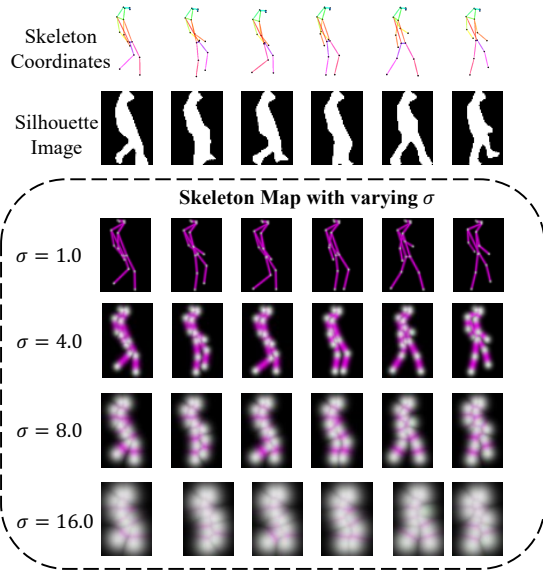 Skeleton
Coordinates
Silhouette
Image
Skeleton Map with varying σ
σ = 1.0
σ = 4.0
σ = 8.0
σ = 16.0